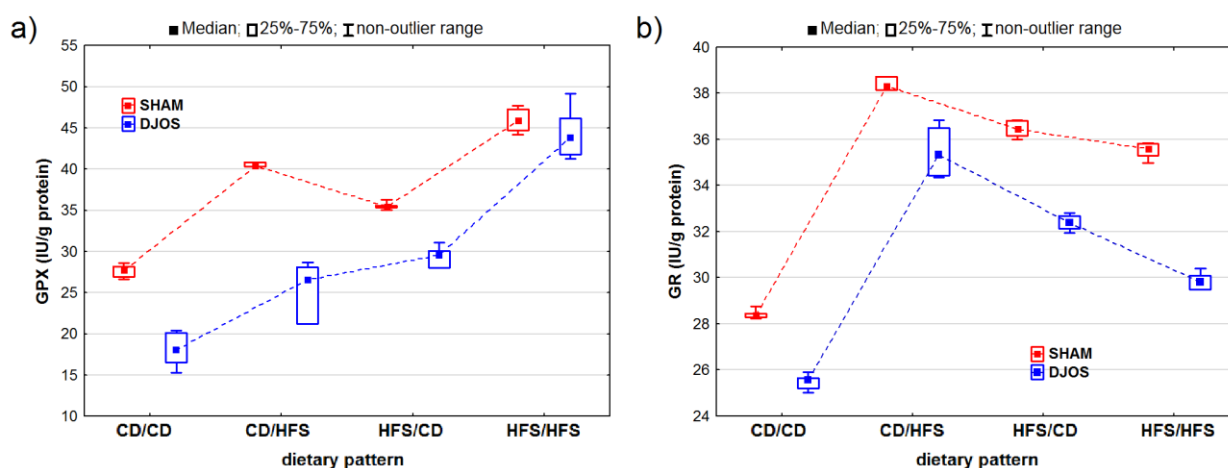 a)
■ Median; ▯ 25%-75%; ⌶ non-outlier range
GPX (IU/g protein)
55
50
45
40
35
30
25
20
15
10
SHAM
DJOS
CD/CD CD/HFS HFS/CD HFS/HFS
dietary pattern
b)
■ Median; ▯ 25%-75%; ⌶ non-outlier range
GR (IU/g protein)
40
38
36
34
32
30
28
26
24
SHAM
DJOS
CD/CD CD/HFS HFS/CD HFS/HFS
dietary pattern